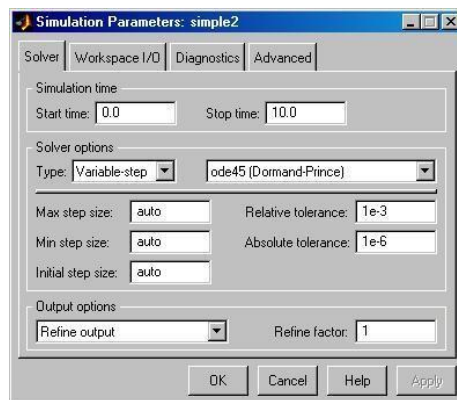 Simulation Parameters: simple2
Solver Workspace I/O Diagnostics Advanced
Simulation time
Start time: 0.0 Stop time: 10.0
Solver options
Type: Variable-step ode45 (Dormand-Prince)
Max step size: auto Relative tolerance: 1e-3
Min step size: auto Absolute tolerance: 1e-6
Initial step size: auto
Output options
Refine output Refine factor: 1
OK Cancel Help Apply